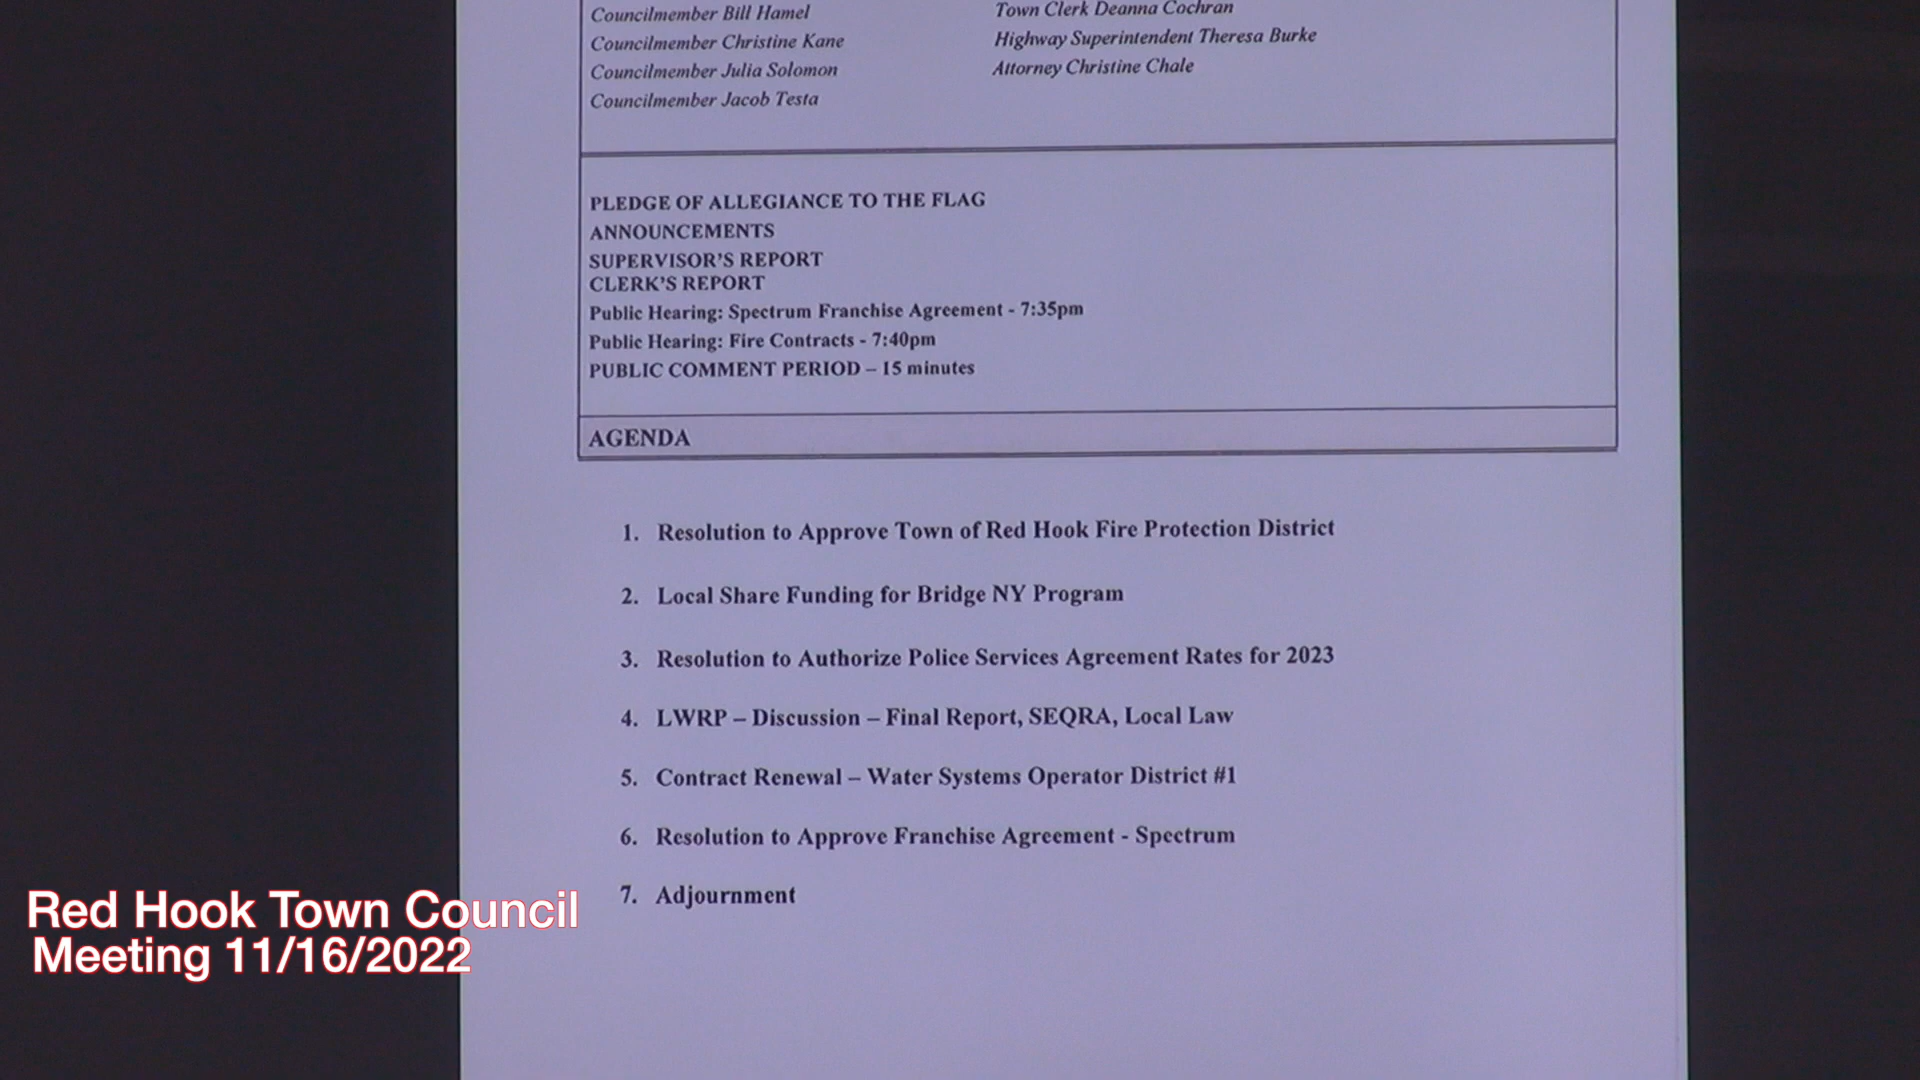 Councilmember Bill Hamel
Town Clerk Deanna Cochran
Councilmember Christine Kane
Highway Superintendent Theresa Burke
Councilmember Julia Solomon
Attorney Christine Chale
Councilmember Jacob Testa
PLEDGE OF ALLEGIANCE TO THE FLAG
ANNOUNCEMENTS
SUPERVISOR'S REPORT
CLERK'S REPORT
Public Hearing: Spectrum Franchise Agreement - 7:35pm
Public Hearing: Fire Contracts - 7:40pm
PUBLIC COMMENT PERIOD – 15 minutes
AGENDA
1. Resolution to Approve Town of Red Hook Fire Protection District
2. Local Share Funding for Bridge NY Program
3. Resolution to Authorize Police Services Agreement Rates for 2023
4. LWRP – Discussion – Final Report, SEQRA, Local Law
5. Contract Renewal – Water Systems Operator District #1
6. Resolution to Approve Franchise Agreement - Spectrum
7. Adjournment
Red Hook Town Council
Meeting 11/16/2022